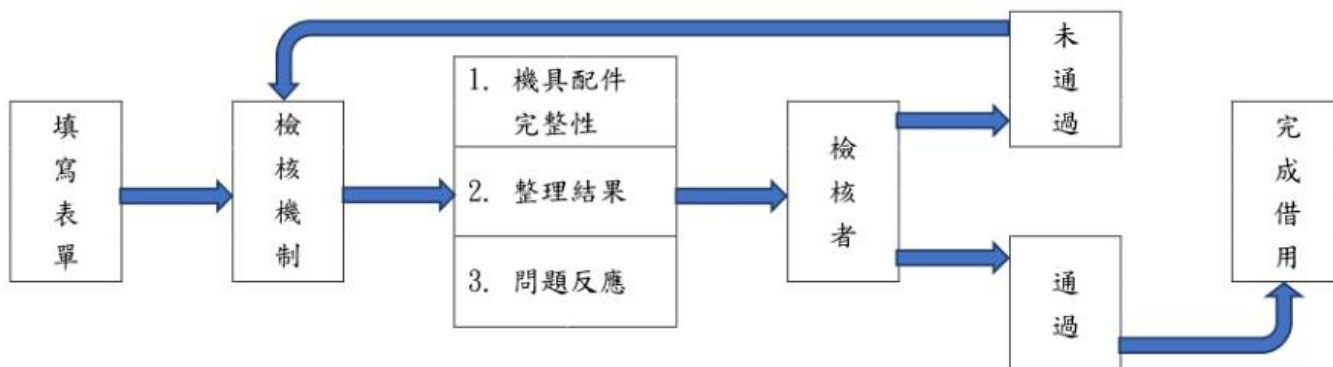 填寫表單
檢核機制
1. 機具配件
完整性
2. 整理結果
3. 問題反應
檢核者
未通過
通過
完成借用